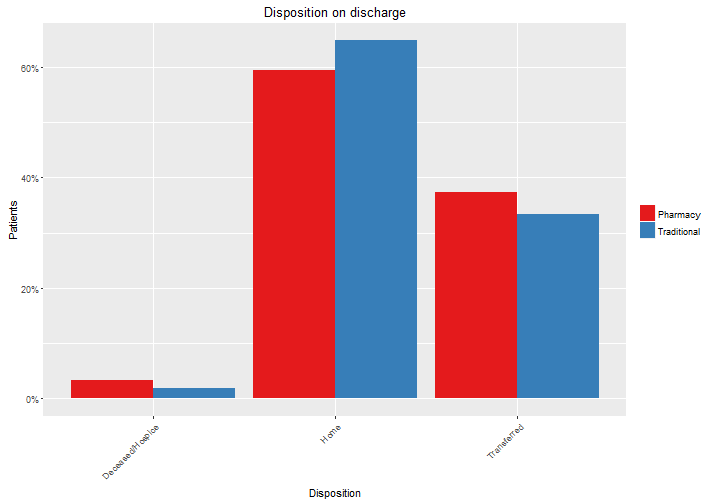 Disposition on discharge
Patients
60%
40%
20%
0%
Deceased/Hospice
Home
Transferred
Disposition
Pharmacy
Traditional